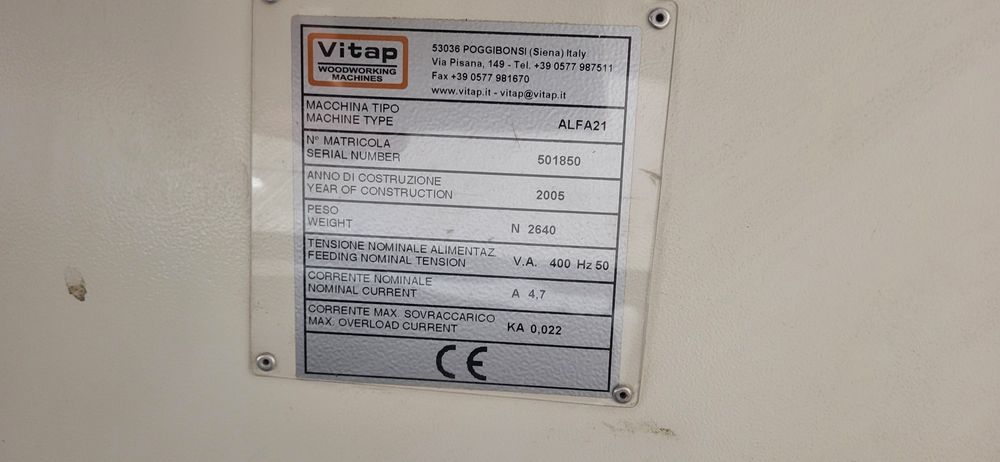 Vitap
WOODWORKING
MACHINES
53036 POGGIBONSI (Siena) Italy
Via Pisana, 149 - Tel. +39 0577 987511
Fax +39 0577 981670
www.vitap.it - vitap@vitap.it
MACCHINA TIPO
MACHINE TYPE
ALFA21
N° MATRICOLA
SERIAL NUMBER
501850
ANNO DI COSTRUZIONE
YEAR OF CONSTRUCTION
2005
PESO
WEIGHT
N 2640
TENSIONE NOMINALE ALIMENTAZ
FEEDING NOMINAL TENSION
V.A. 400 Hz 50
CORRENTE NOMINALE
NOMINAL CURRENT
A 4,7
CORRENTE MAX. SOVRACCARICO
MAX. OVERLOAD CURRENT
KA 0,022
CE